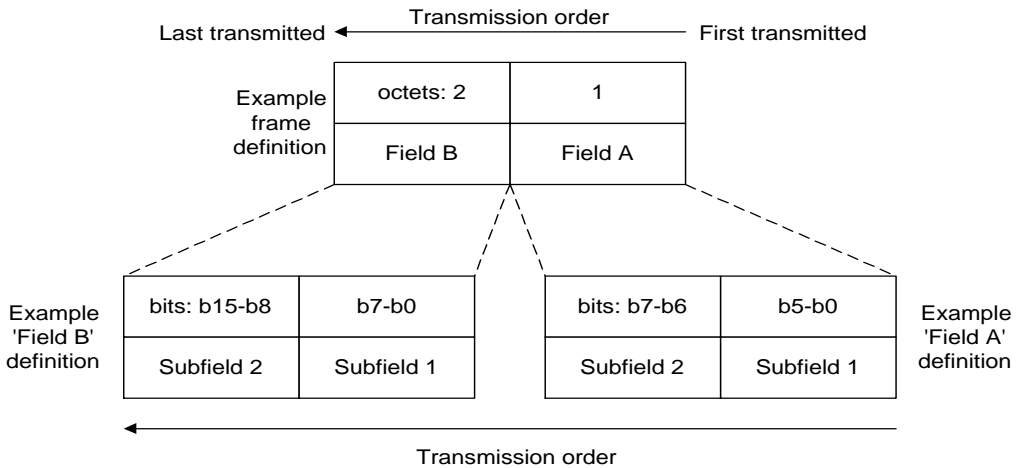 Transmission order
Last transmitted
First transmitted
Example
frame
definition
octets: 2
1
Field B
Field A
Example
'Field B'
definition
bits: b15-b8
b7-b0
Subfield 2
Subfield 1
bits: b7-b6
b5-b0
Subfield 2
Subfield 1
Example
'Field A'
definition
Transmission order